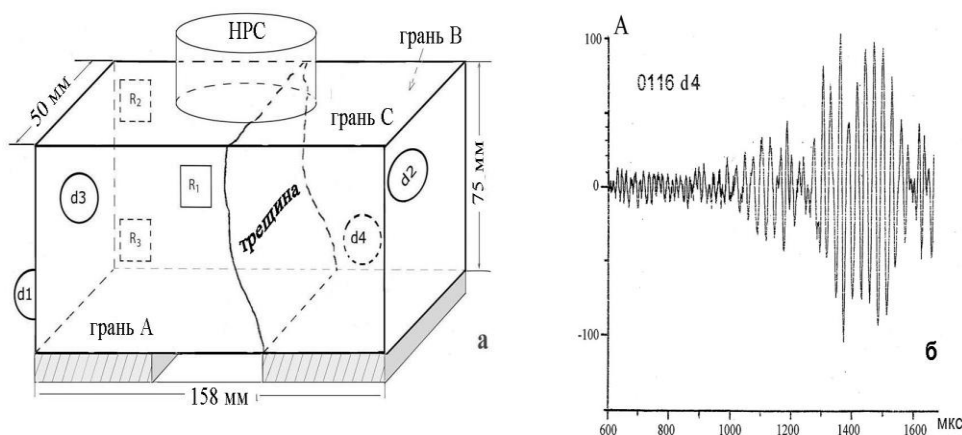 НРС
грань В
50 мм
R₂
грань С
d3
R₁
d2
75 мм
трещина
R₃
d4
d1
грань А
а
158 мм
А
100
0116 d4
0
-100
б
600
800
1000
1200
1400
1600
мкс